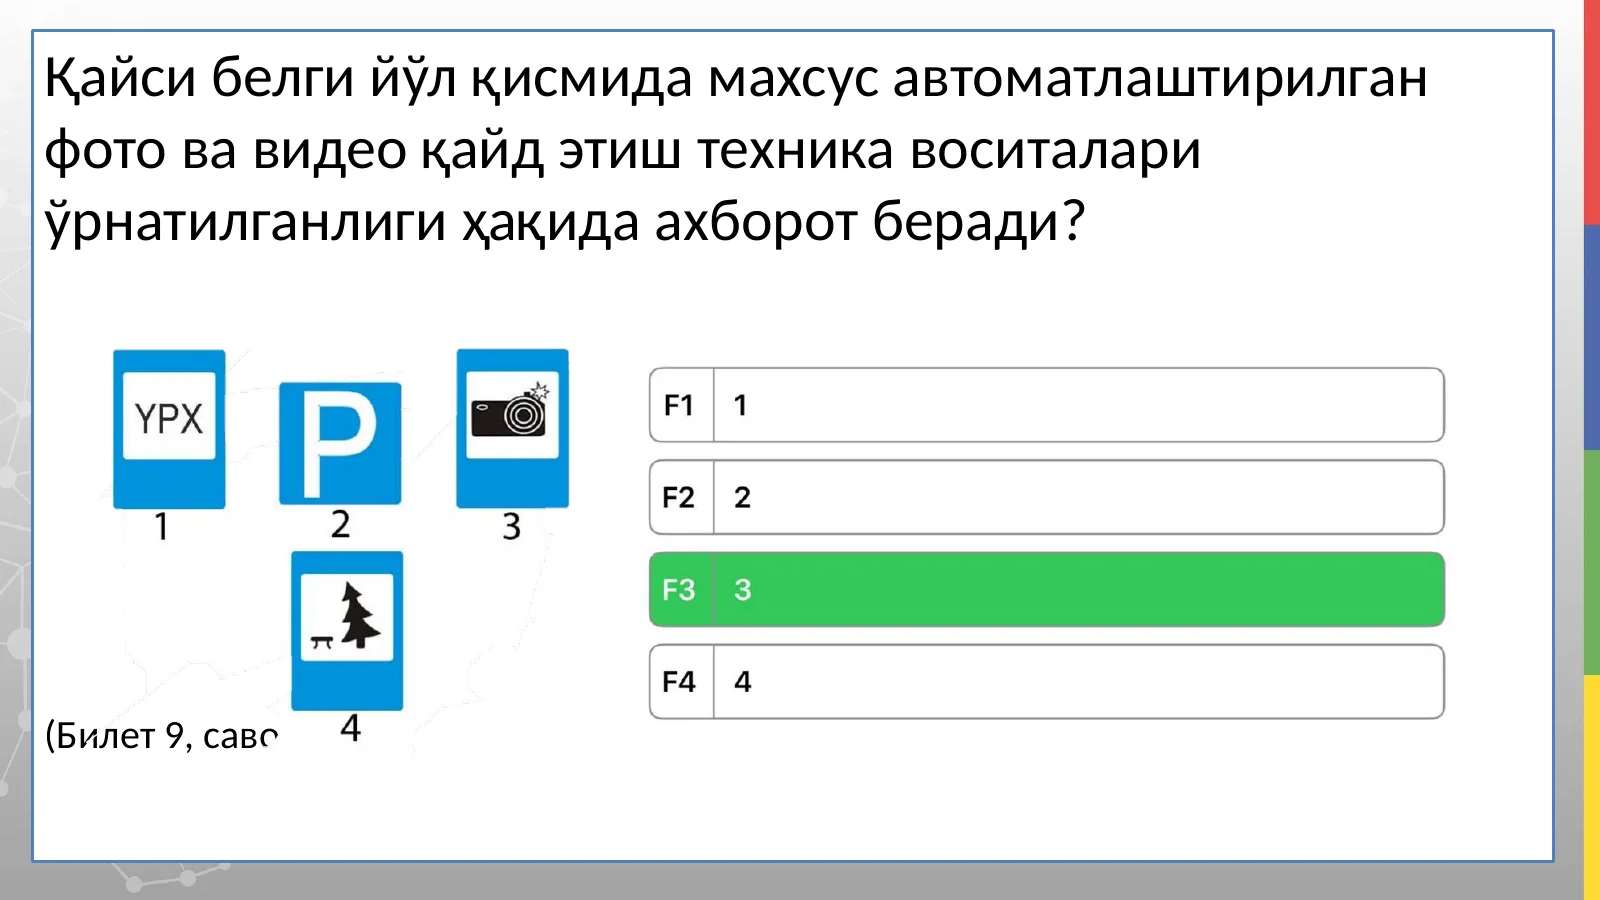 Қайси белги йўл қисмида махсус автоматлаштирилган
фото ва видео қайд этиш техника воситалари
ўрнатилганлиги ҳақида ахборот беради?
YPX
P
1
2
3
4
F1 1
F2 2
F3 3
F4 4
(Билет 9,